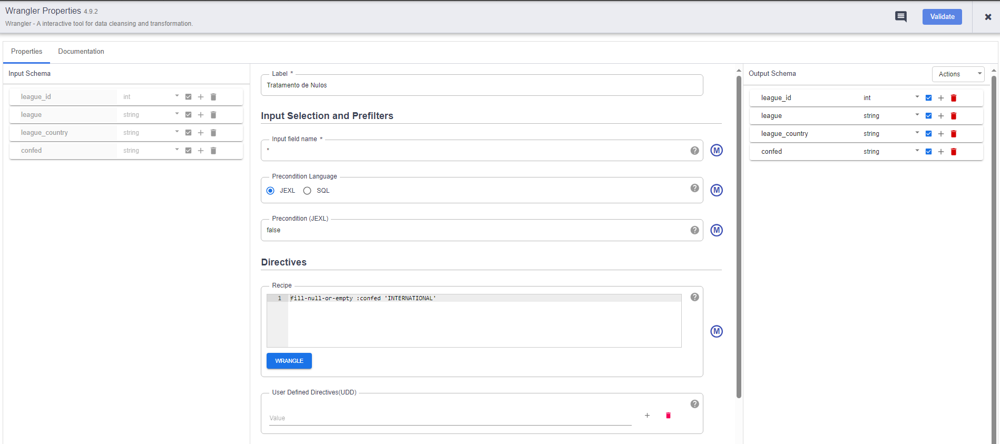 Wrangler Properties 4.9.2
Wrangler - A interactive tool for data cleansing and transformation.
Validate
Properties
Documentation
Input Schema
league_id int
league string
league_country string
confed string
Label *
Tratamento de Nulos
Input Selection and Prefilters
Input field name *
*
Precondition Language
JEXL
SQL
Precondition (JEXL)
false
Directives
Recipe
1 fill-null-or-empty :confed 'INTERNATIONAL'
WRANGLE
User Defined Directives(UDD)
Value
M
M
M
M
Output Schema
Actions
league_id int
league string
league_country string
confed string